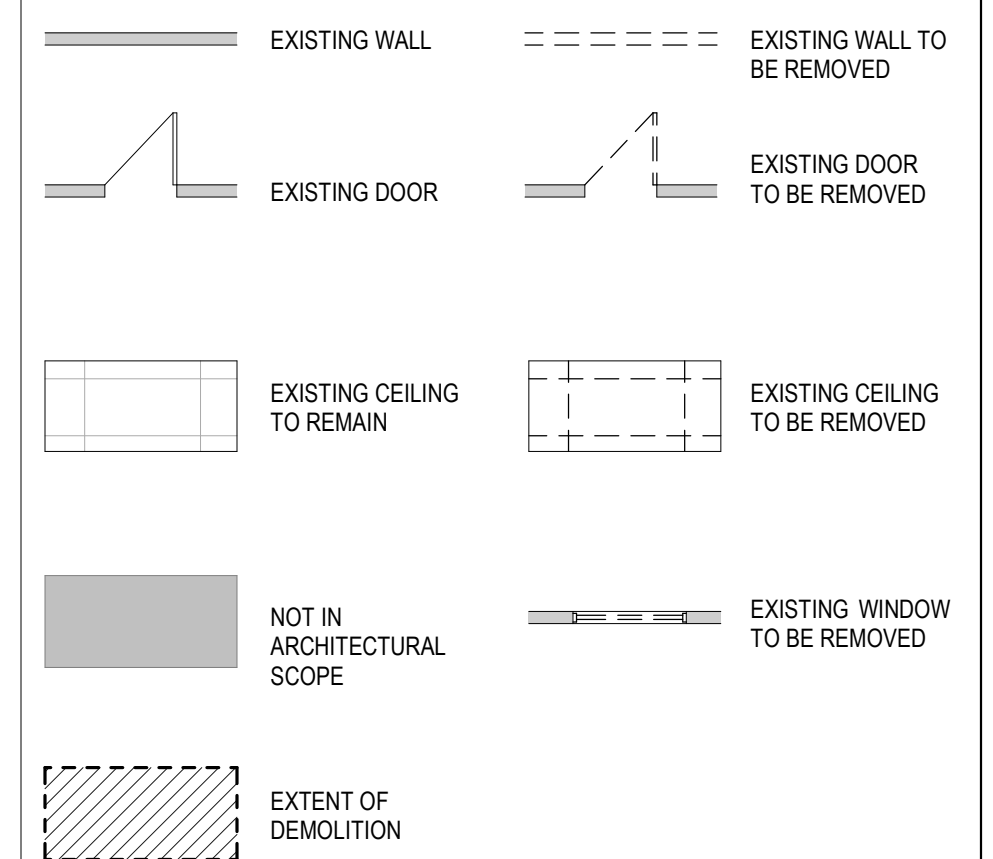 EXISTING WALL
EXISTING WALL TO
BE REMOVED
EXISTING DOOR
EXISTING DOOR
TO BE REMOVED
EXISTING CEILING
TO REMAIN
EXISTING CEILING
TO BE REMOVED
NOT IN
ARCHITECTURAL
SCOPE
EXISTING WINDOW
TO BE REMOVED
EXTENT OF
DEMOLITION